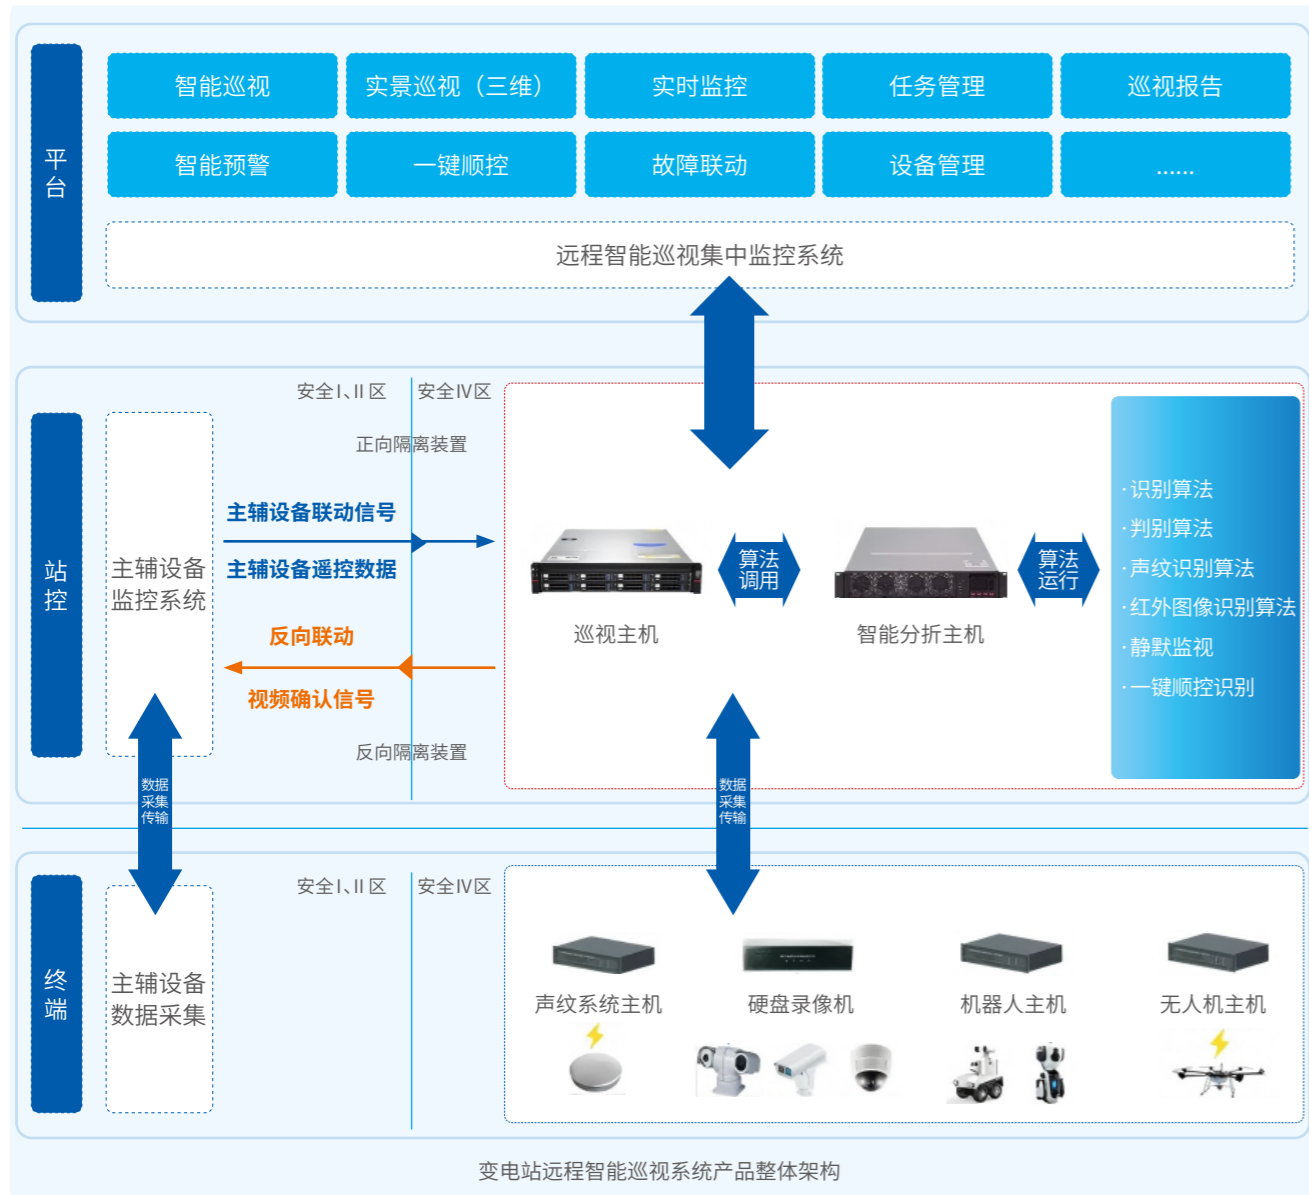 平台
智能巡视
实景巡视（三维）
实时监控
任务管理
巡视报告
智能预警
一键顺控
故障联动
设备管理
……
远程智能巡视集中监控系统
站控
主辅设备
监控系统
安全I、II 区
安全IV区
正向隔离装置
主辅设备联动信号
主辅设备遥控数据
反向联动
视频确认信号
反向隔离装置
巡视主机
算法
调用
智能分折主机
算法
运行
·识别算法
·判别算法
·声纹识别算法
·红外图像识别算法
·静默监视
·一键顺控识别
数据
采集
传输
数据
采集
传输
终端
主辅设备
数据采集
安全I、II 区
安全IV区
声纹系统主机
硬盘录像机
机器人主机
无人机主机
变电站远程智能巡视系统产品整体架构